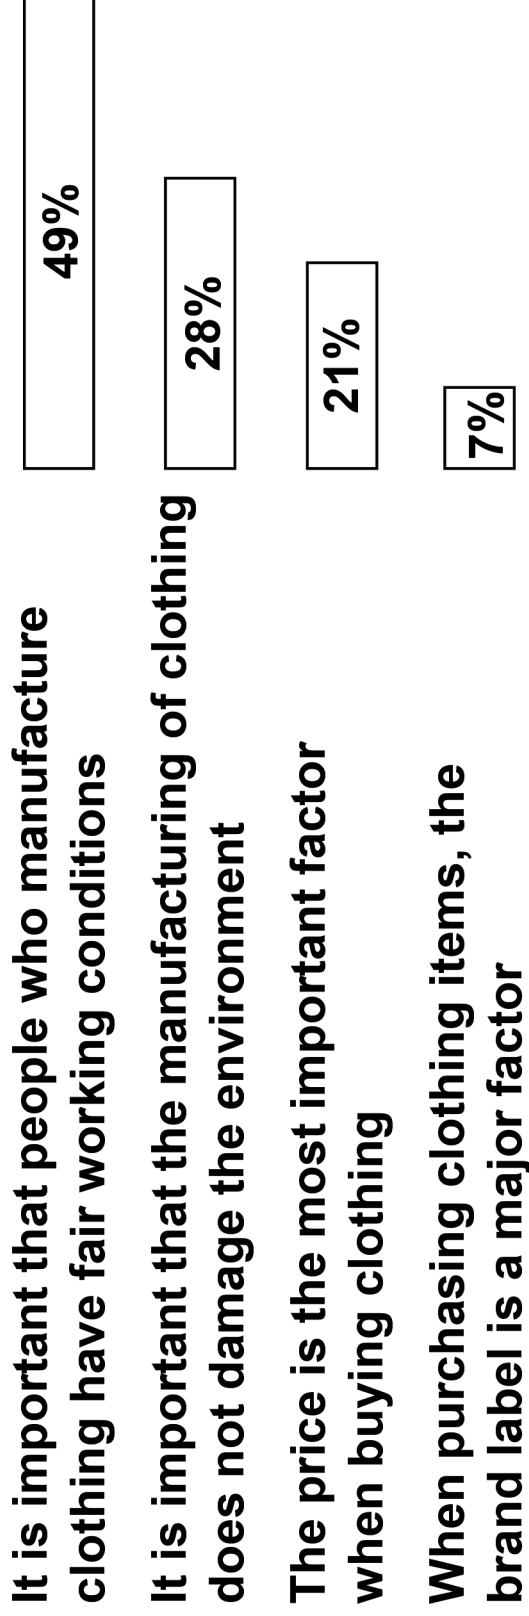 It is important that people who manufacture
clothing have fair working conditions
49%
It is important that the manufacturing of clothing
does not damage the environment
28%
The price is the most important factor
when buying clothing
21%
When purchasing clothing items, the
brand label is a major factor
7%